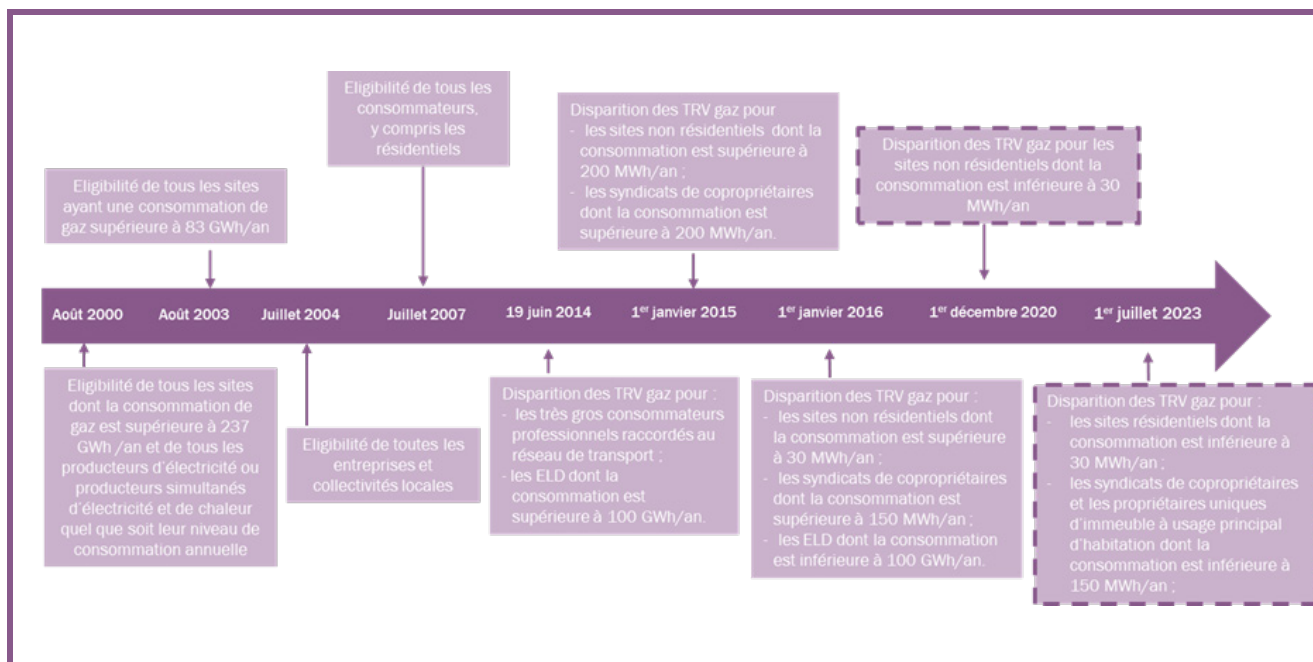 Eligibilité de tous les
consommateurs,
y compris les
résidentiels
Disparition des TRV gaz pour
- les sites non résidentiels dont la
consommation est supérieure à
200 MWh/an ;
- les syndicats de copropriétaires
dont la consommation est
supérieure à 200 MWh/an.
Disparition des TRV gaz pour les
sites non résidentiels dont la
consommation est inférieure à 30
MWh/an
Eligibilité de tous les sites
ayant une consommation de
gaz supérieure à 83 GWh/an
Août 2000
Août 2003
Juillet 2004
Juillet 2007
19 juin 2014
1er janvier 2015
1er janvier 2016
1er décembre 2020
1er juillet 2023
Eligibilité de tous les sites
dont la consommation de
gaz est supérieure à 237
GWh /an et de tous les
producteurs d'électricité ou
producteurs simultanés
d'électricité et de chaleur
quel que soit leur niveau de
consommation annuelle
Eligibilité de toutes les
entreprises et
collectivités locales
Disparition des TRV gaz pour :
- les très gros consommateurs
professionnels raccordés au
réseau de transport ;
- les ELD dont la
consommation est
supérieure à 100 GWh/an.
Disparition des TRV gaz pour :
- les sites non résidentiels dont
la consommation est supérieure
à 30 MWh/an ;
- les syndicats de copropriétaires
dont la consommation est
supérieure à 150 MWh/an ;
- les ELD dont la consommation
est inférieure à 100 GWh/an.
Disparition des TRV gaz pour :
- les sites résidentiels dont la
consommation est inférieure à
30 MWh/an ;
- les syndicats de copropriétaires
et les propriétaires uniques
d'immeuble à usage principal
d'habitation dont la
consommation est inférieure à
150 MWh/an ;